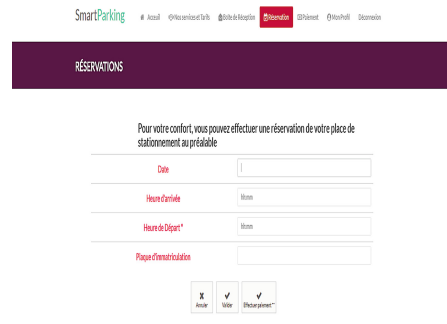 SmartParking
Acceuil Nos services et Tarifs Boite de Réception Réservation Paiement Mon Profil Déconnexion
RÉSERVATIONS
Pour votre confort, vous pouvez effectuer une réservation de votre place de
stationnement au préalable
Date
Heure d'arrivée hh:mm
Heure de Départ * hh:mm
Plaque d'immatriculation
Annuler Valider Effectuer paiement **